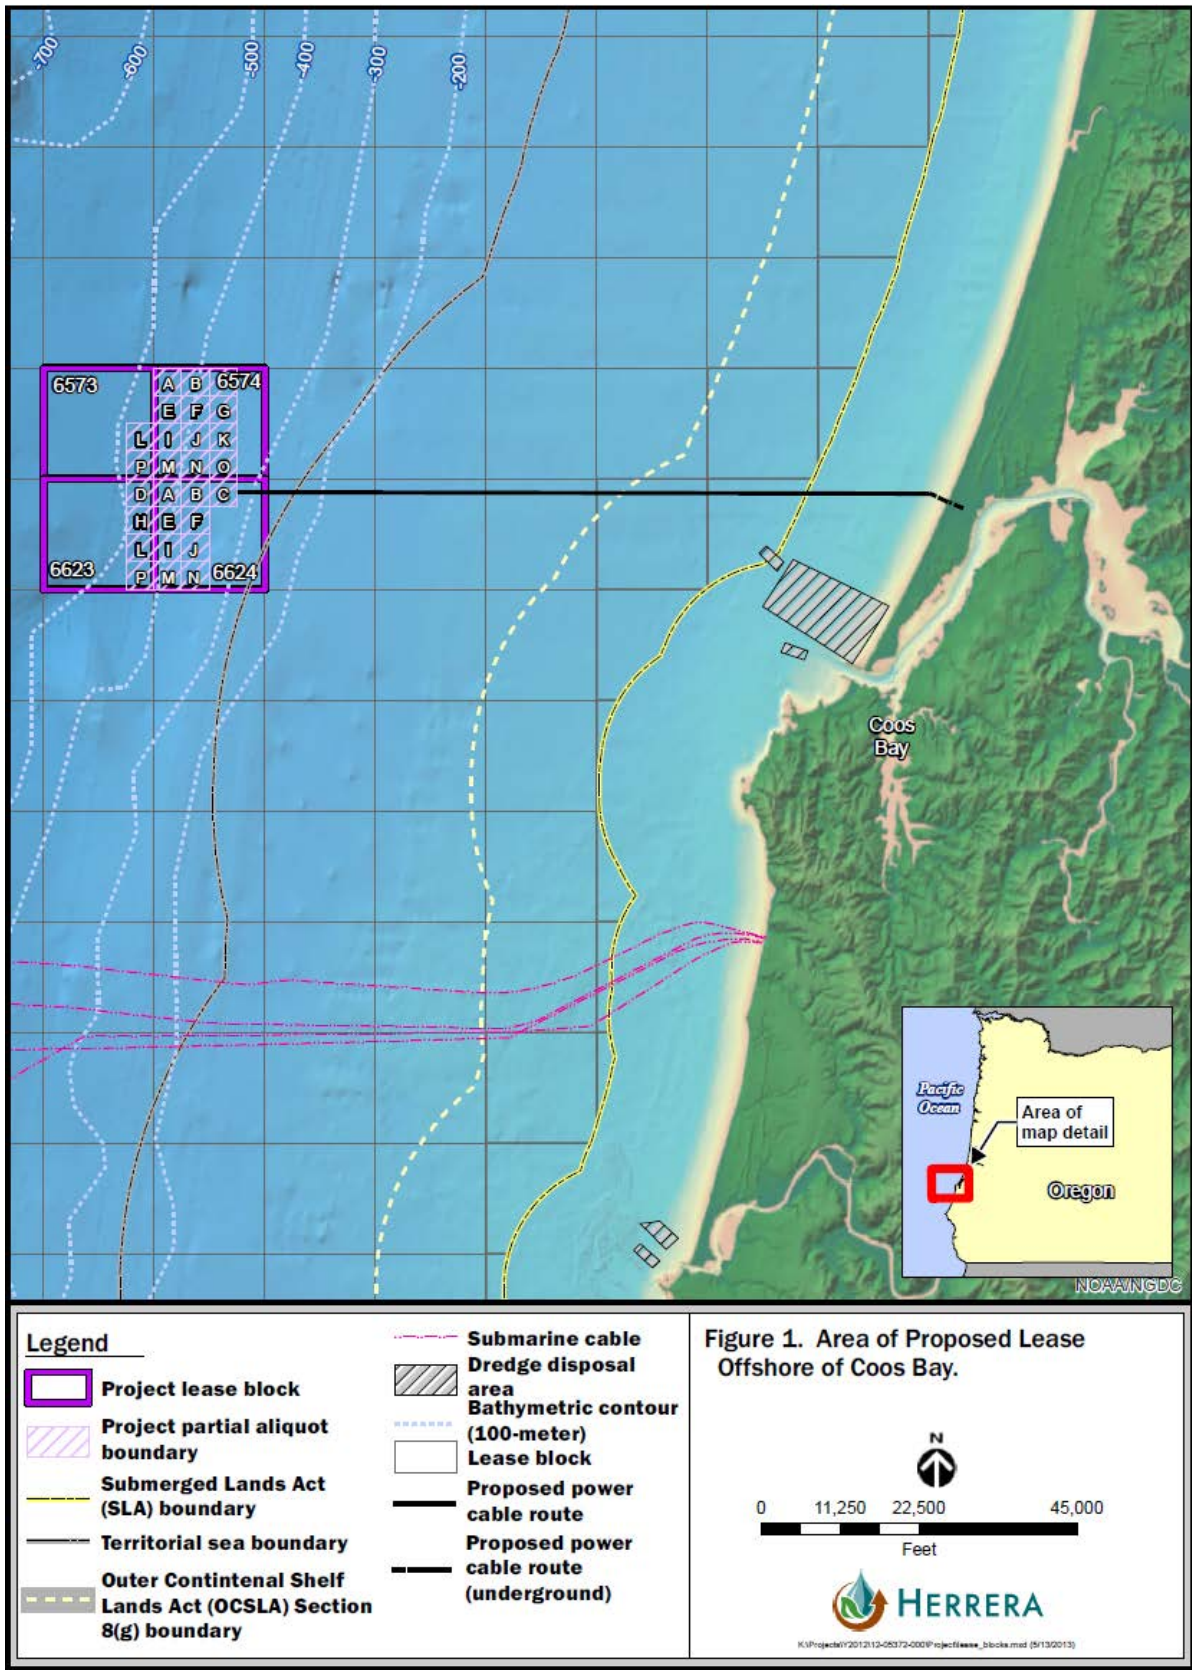 -700
-600
-500
-400
-300
-200
6573
A B 6574
E F G
L I J K
P M N O
D A B C
H E F
L I J
6623
P M N 6624
Coos
Bay
Pacific
Ocean
Area of
map detail
Oregon
NOAA/NGDC
Legend
Project lease block
Project partial aliquot
boundary
Submerged Lands Act
(SLA) boundary
Territorial sea boundary
Outer Contintenal Shelf
Lands Act (OCSLA) Section
8(g) boundary
Submarine cable
Dredge disposal
area
Bathymetric contour
(100-meter)
Lease block
Proposed power
cable route
Proposed power
cable route
(underground)
Figure 1. Area of Proposed Lease
Offshore of Coos Bay.
N
0 11,250 22,500 45,000
Feet
HERRERA
(5/13/2013)